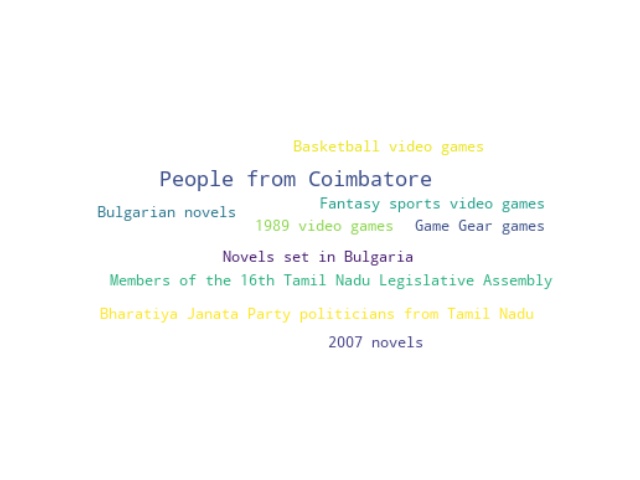 Basketball video games
People from Coimbatore
Fantasy sports video games
Bulgarian novels
1989 video games
Game Gear games
Novels set in Bulgaria
Members of the 16th Tamil Nadu Legislative Assembly
Bharatiya Janata Party politicians from Tamil Nadu
2007 novels